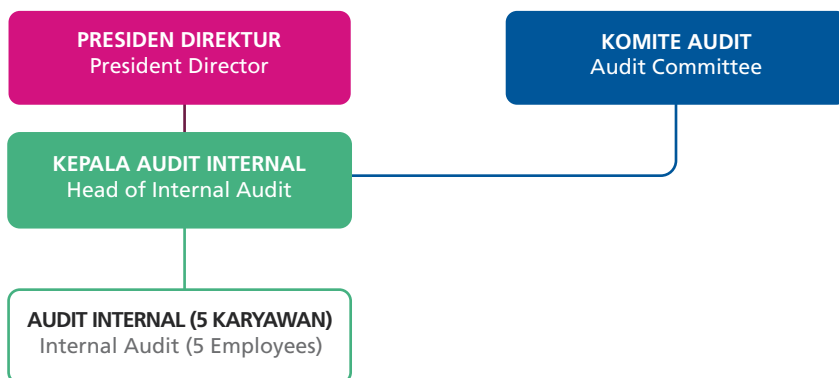 PRESIDEN DIREKTUR
President Director
KOMITE AUDIT
Audit Committee
KEPALA AUDIT INTERNAL
Head of Internal Audit
AUDIT INTERNAL (5 KARYAWAN)
Internal Audit (5 Employees)